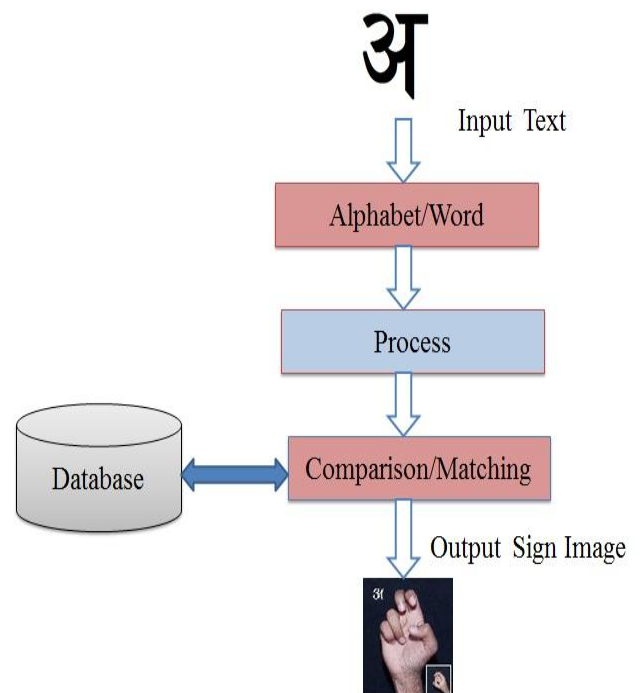 अ
Input Text
Alphabet/Word
Process
Database
Comparison/Matching
Output Sign Image
अ